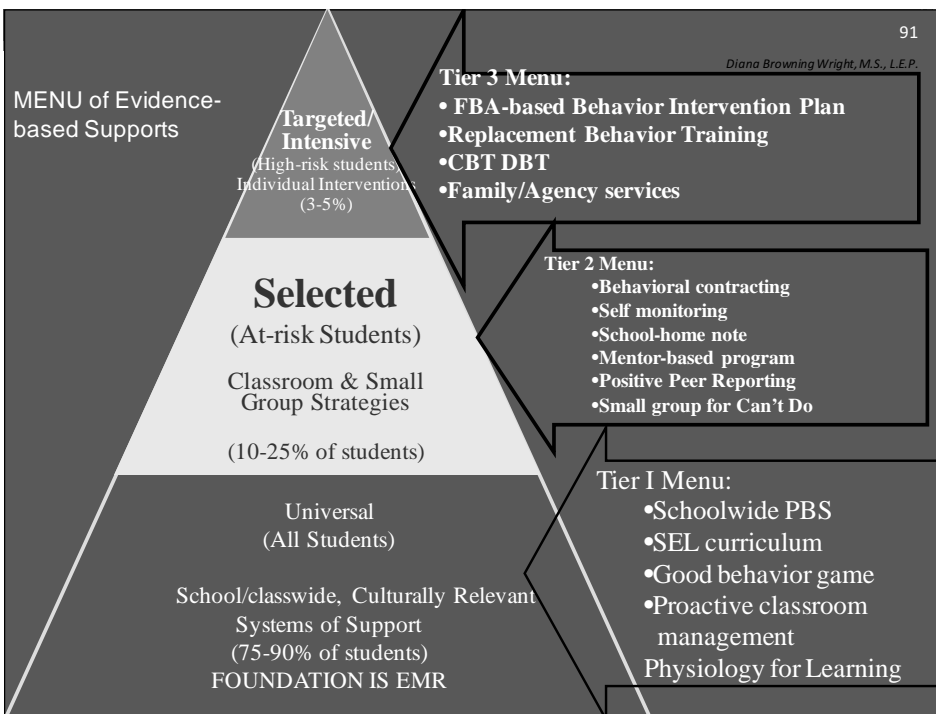 91
Diana Browning Wright, M.S., L.E.P.
MENU of Evidence-
based Supports
Targeted/
Intensive
(High-risk students)
Individual Interventions
(3-5%)
Tier 3 Menu:
• FBA-based Behavior Intervention Plan
•Replacement Behavior Training
•CBT DBT
•Family/Agency services
Selected
(At-risk Students)
Classroom & Small
Group Strategies
(10-25% of students)
Tier 2 Menu:
•Behavioral contracting
•Self monitoring
•School-home note
•Mentor-based program
•Positive Peer Reporting
•Small group for Can't Do
Universal
(All Students)
School/classwide, Culturally Relevant
Systems of Support
(75-90% of students)
FOUNDATION IS EMR
Tier I Menu:
•Schoolwide PBS
•SEL curriculum
•Good behavior game
•Proactive classroom
management
Physiology for Learning